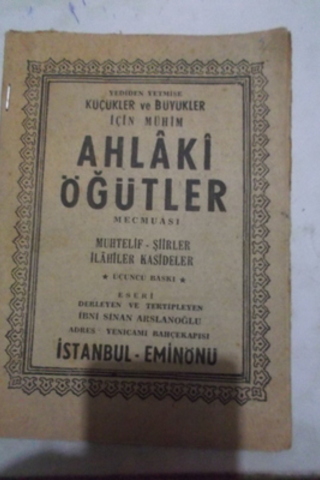 YEDİDEN YETMİŞE
KÜÇÜKLER ve BÜYÜKLER
İÇİN MÜHİM
AHLÂKÎ
ÖĞÜTLER
MECMUASI
MUHTELİF - ŞİİRLER
İLÂHİLER KASİDELER
★ ÜÇÜNCÜ BASKI ★
ESERİ
DERLEYEN VE TERTİPLEYEN
İBNİ SİNAN ARSLANOĞLU
ADRES - YENİCAMİ BAHÇEKAPISI
İSTANBUL - EMİNÖNÜ